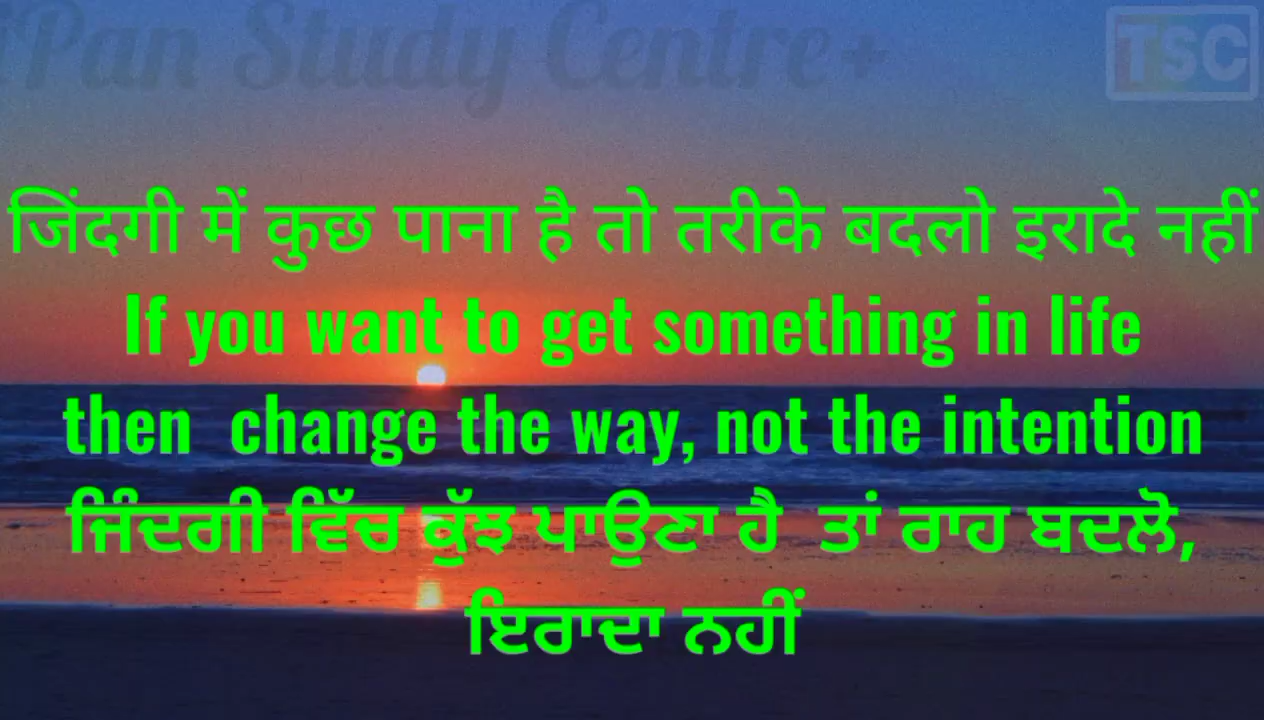 iPan Study Centre+
TSC
जिंदगी में कुछ पाना है तो तरीके बदलो इरादे नहीं
If you want to get something in life
then change the way, not the intention
ਜਿੰਦਗੀ ਵਿੱਚ ਕੁੱਝ ਪਾਉਣਾ ਹੈ ਤਾਂ ਰਾਹ ਬਦਲੋ,
ਇਰਾਦਾ ਨਹੀਂ